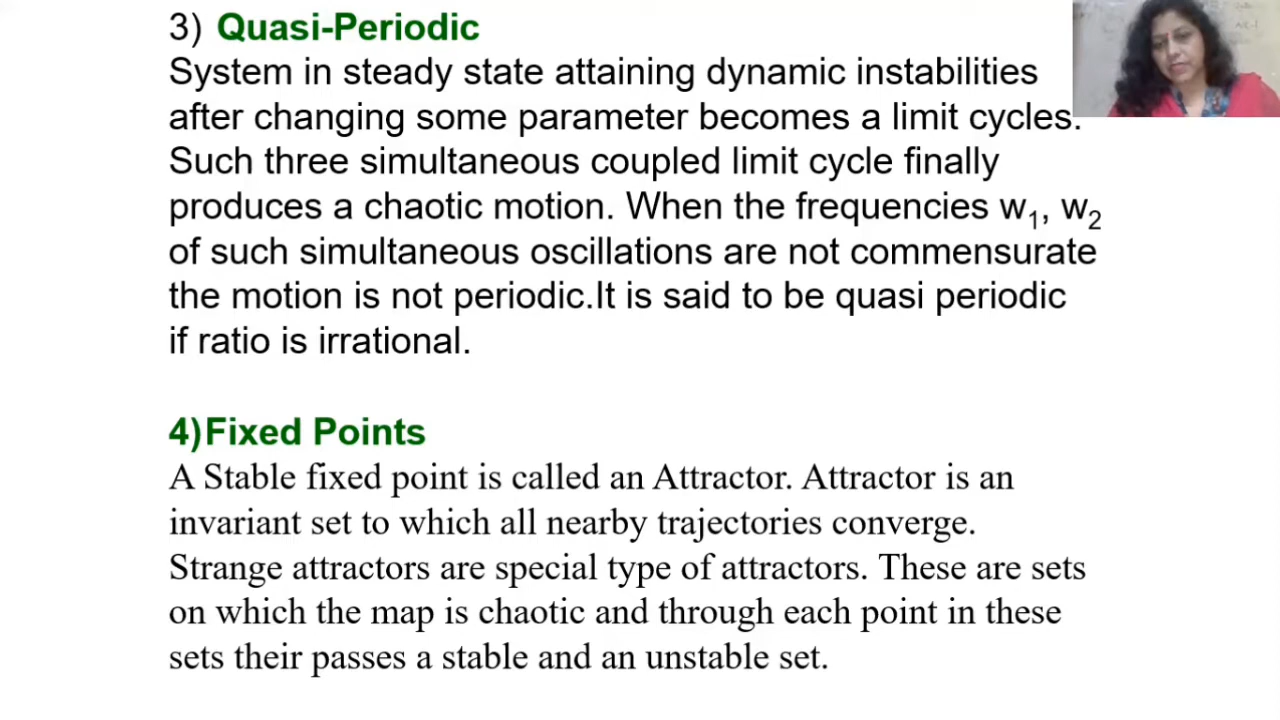 3) Quasi-Periodic
System in steady state attaining dynamic instabilities
after changing some parameter becomes a limit cycles.
Such three simultaneous coupled limit cycle finally
produces a chaotic motion. When the frequencies w₁, w₂
of such simultaneous oscillations are not commensurate
the motion is not periodic.It is said to be quasi periodic
if ratio is irrational.
4)Fixed Points
A Stable fixed point is called an Attractor. Attractor is an
invariant set to which all nearby trajectories converge.
Strange attractors are special type of attractors. These are sets
on which the map is chaotic and through each point in these
sets their passes a stable and an unstable set.